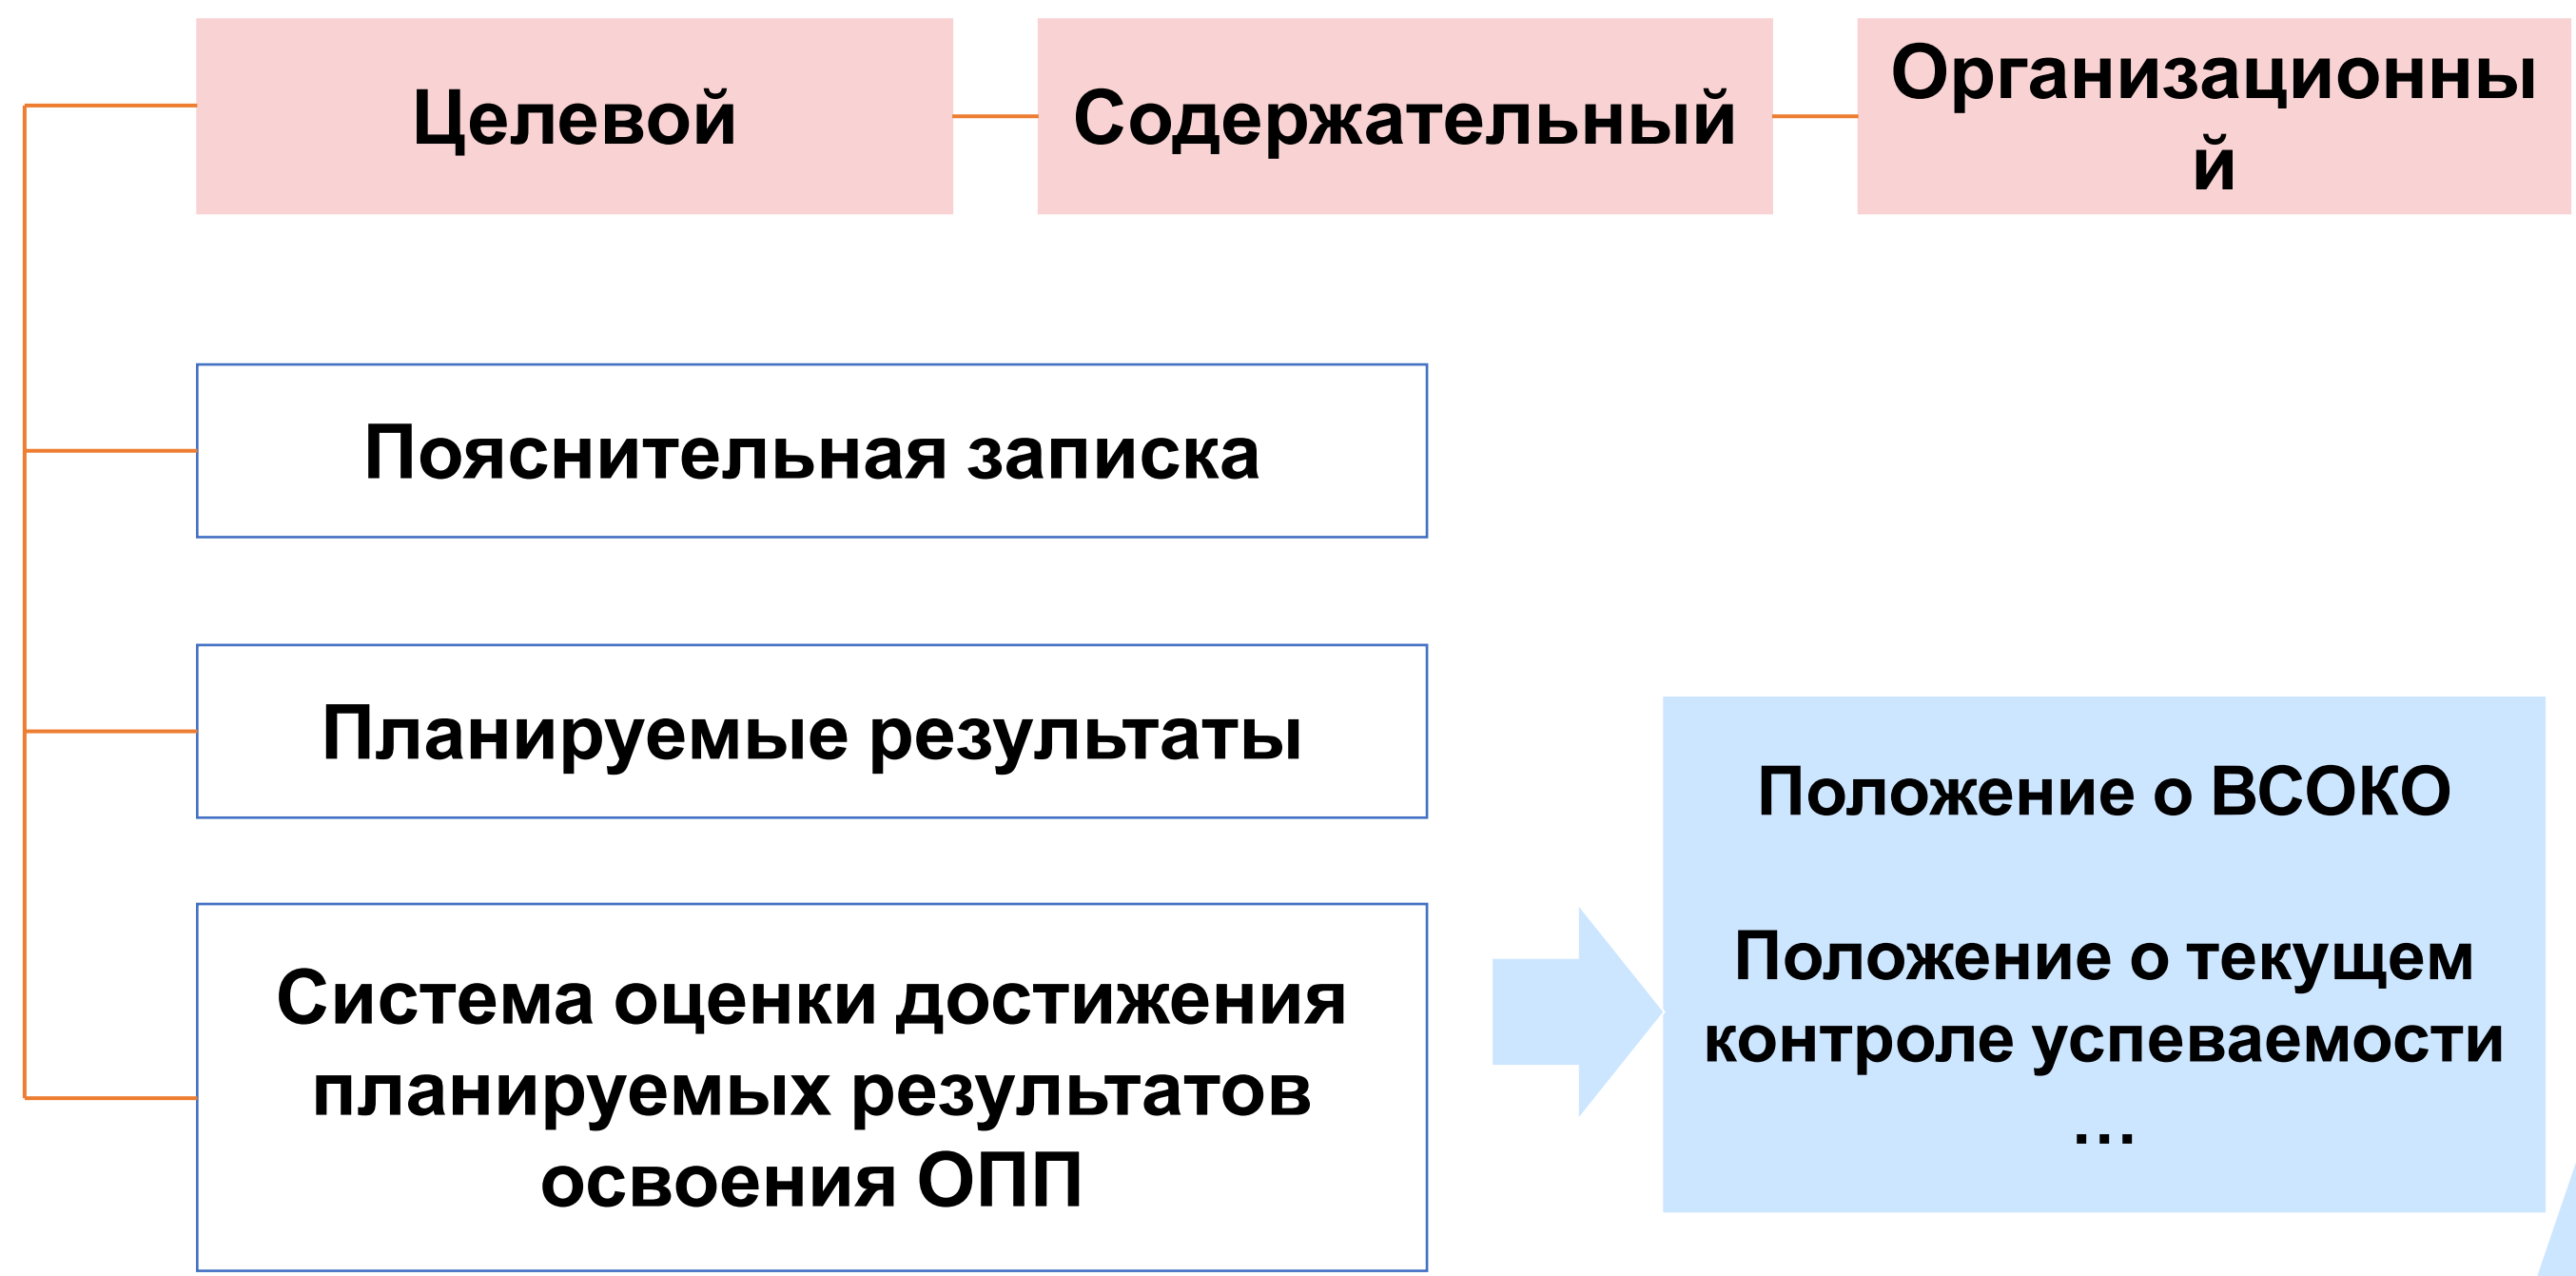 Целевой
Содержательный
Организационны
й
Пояснительная записка
Планируемые результаты
Система оценки достижения
планируемых результатов
освоения ОПП
Положение о ВСОКО
Положение о текущем
контроле успеваемости
…